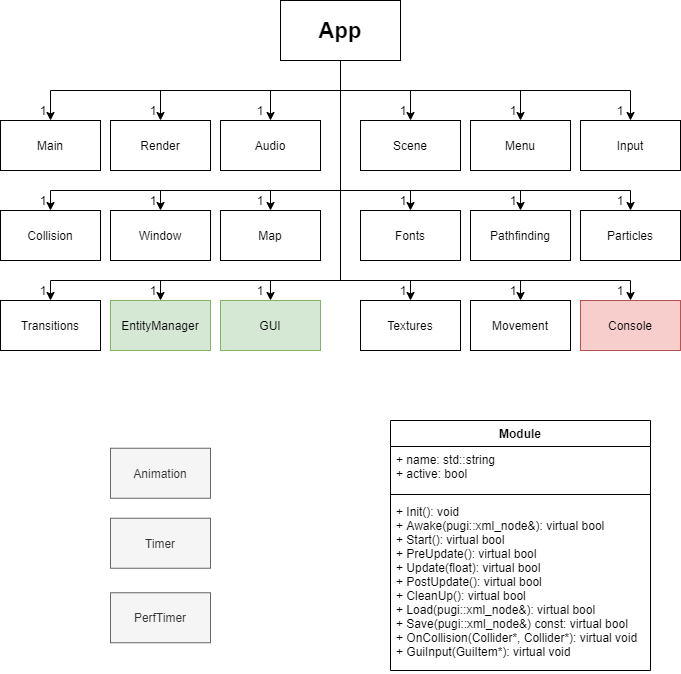 App
1 1 1 1 1 1
Main Render Audio Scene Menu Input
1 1 1 1 1 1
Collision Window Map Fonts Pathfinding Particles
1 1 1 1 1 1
Transitions EntityManager GUI Textures Movement Console
Animation
Timer
PerfTimer
Module
+ name: std::string
+ active: bool
+ Init(): void
+ Awake(pugi::xml_node&): virtual bool
+ Start(): virtual bool
+ PreUpdate(): virtual bool
+ Update(float): virtual bool
+ PostUpdate(): virtual bool
+ CleanUp(): virtual bool
+ Load(pugi::xml_node&): virtual bool
+ Save(pugi::xml_node&) const: virtual bool
+ OnCollision(Collider*, Collider*): virtual void
+ GuiInput(GuiItem*): virtual void